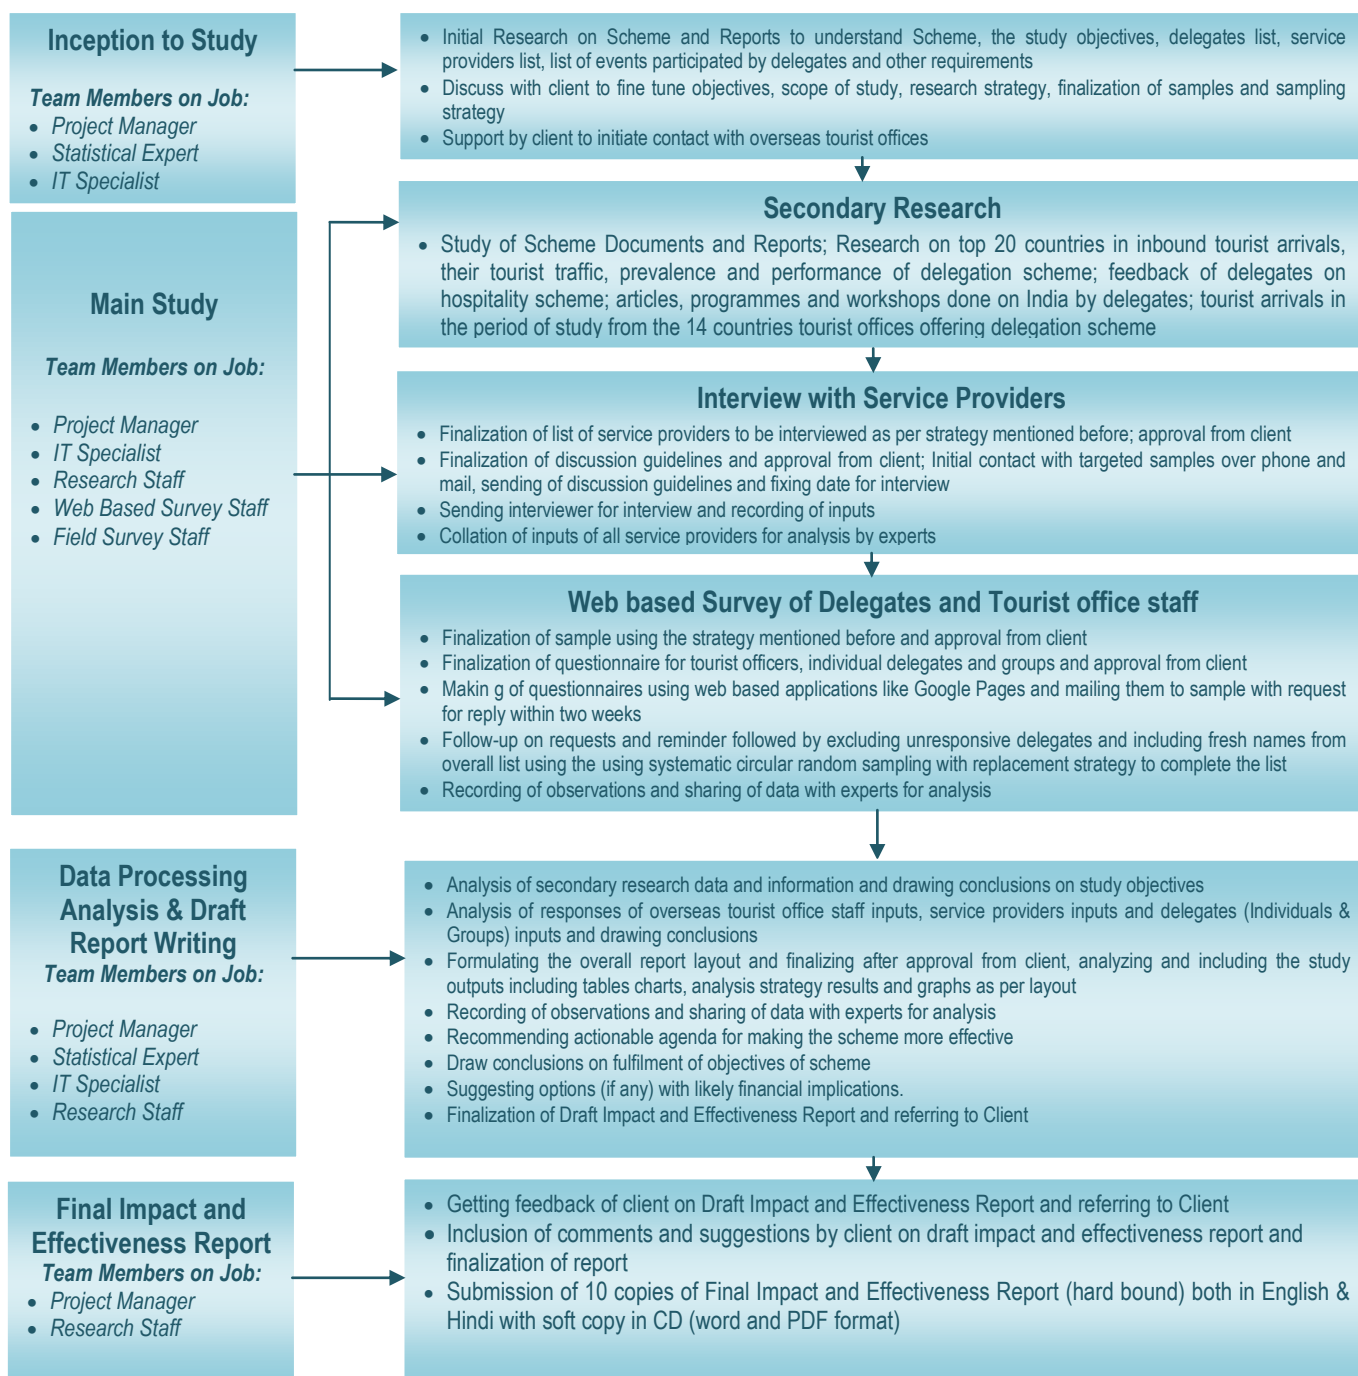 Inception to Study
Team Members on Job:
• Project Manager
• Statistical Expert
• IT Specialist
• Initial Research on Scheme and Reports to understand Scheme, the study objectives, delegates list, service
providers list, list of events participated by delegates and other requirements
• Discuss with client to fine tune objectives, scope of study, research strategy, finalization of samples and sampling
strategy
• Support by client to initiate contact with overseas tourist offices
Main Study
Team Members on Job:
• Project Manager
• IT Specialist
• Research Staff
• Web Based Survey Staff
• Field Survey Staff
Secondary Research
• Study of Scheme Documents and Reports; Research on top 20 countries in inbound tourist arrivals,
their tourist traffic, prevalence and performance of delegation scheme; feedback of delegates on
hospitality scheme; articles, programmes and workshops done on India by delegates; tourist arrivals in
the period of study from the 14 countries tourist offices offering delegation scheme
Interview with Service Providers
• Finalization of list of service providers to be interviewed as per strategy mentioned before; approval from client
• Finalization of discussion guidelines and approval from client; Initial contact with targeted samples over phone and
mail, sending of discussion guidelines and fixing date for interview
• Sending interviewer for interview and recording of inputs
• Collation of inputs of all service providers for analysis by experts
Web based Survey of Delegates and Tourist office staff
• Finalization of sample using the strategy mentioned before and approval from client
• Finalization of questionnaire for tourist officers, individual delegates and groups and approval from client
• Makin g of questionnaires using web based applications like Google Pages and mailing them to sample with request
for reply within two weeks
• Follow-up on requests and reminder followed by excluding unresponsive delegates and including fresh names from
overall list using the using systematic circular random sampling with replacement strategy to complete the list
• Recording of observations and sharing of data with experts for analysis
Data Processing
Analysis & Draft
Report Writing
Team Members on Job:
• Project Manager
• Statistical Expert
• IT Specialist
• Research Staff
• Analysis of secondary research data and information and drawing conclusions on study objectives
• Analysis of responses of overseas tourist office staff inputs, service providers inputs and delegates (Individuals &
Groups) inputs and drawing conclusions
• Formulating the overall report layout and finalizing after approval from client, analyzing and including the study
outputs including tables charts, analysis strategy results and graphs as per layout
• Recording of observations and sharing of data with experts for analysis
• Recommending actionable agenda for making the scheme more effective
• Draw conclusions on fulfilment of objectives of scheme
• Suggesting options (if any) with likely financial implications.
• Finalization of Draft Impact and Effectiveness Report and referring to Client
Final Impact and
Effectiveness Report
Team Members on Job:
• Project Manager
• Research Staff
• Getting feedback of client on Draft Impact and Effectiveness Report and referring to Client
• Inclusion of comments and suggestions by client on draft impact and effectiveness report and
finalization of report
• Submission of 10 copies of Final Impact and Effectiveness Report (hard bound) both in English &
Hindi with soft copy in CD (word and PDF format)